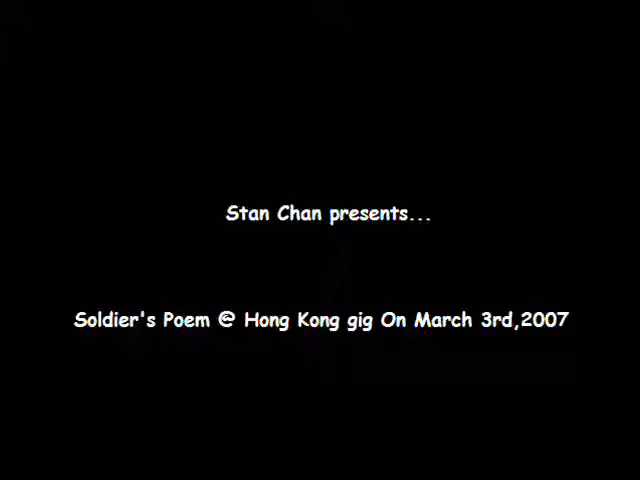 Stan Chan presents...
Soldier's Poem @ Hong Kong gig On March 3rd,2007